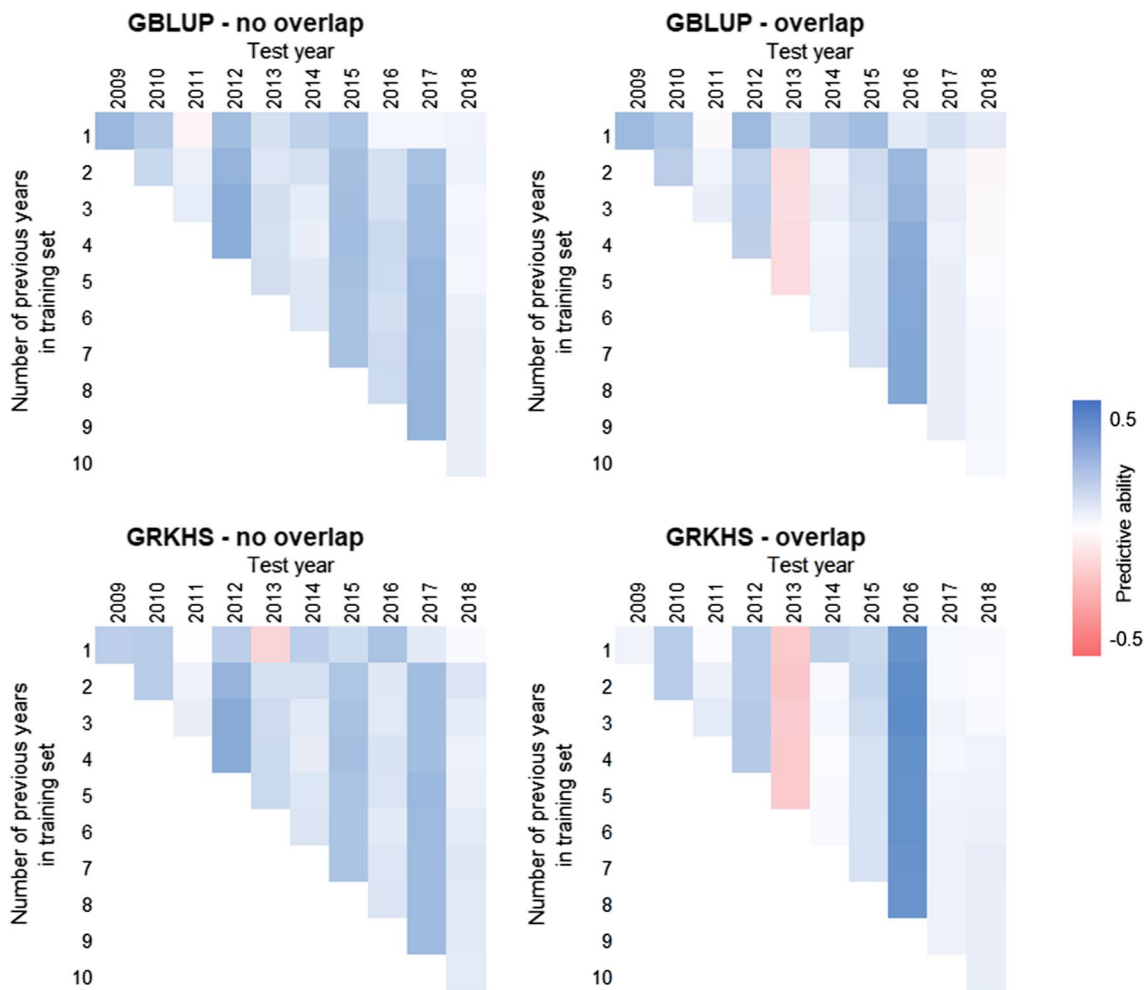 GBLUP - no overlap
Test year
2009 2010 2011 2012 2013 2014 2015 2016 2017 2018
Number of previous years
in training set
1
2
3
4
5
6
7
8
9
10
GBLUP - overlap
Test year
2009 2010 2011 2012 2013 2014 2015 2016 2017 2018
Number of previous years
in training set
1
2
3
4
5
6
7
8
9
10
0.5
Predictive ability
-0.5
GRKHS - no overlap
Test year
2009 2010 2011 2012 2013 2014 2015 2016 2017 2018
Number of previous years
in training set
1
2
3
4
5
6
7
8
9
10
GRKHS - overlap
Test year
2009 2010 2011 2012 2013 2014 2015 2016 2017 2018
Number of previous years
in training set
1
2
3
4
5
6
7
8
9
10